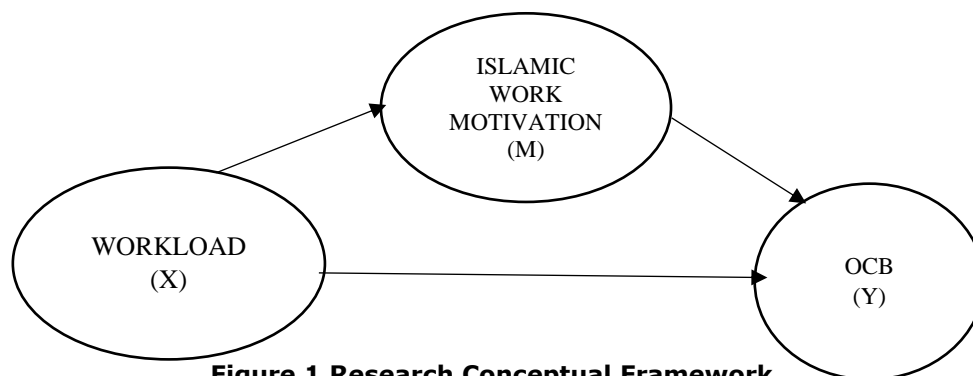 ISLAMIC
WORK
MOTIVATION
(M)
WORKLOAD
(X)
OCB
(Y)
Figure 1 Research Conceptual Framework